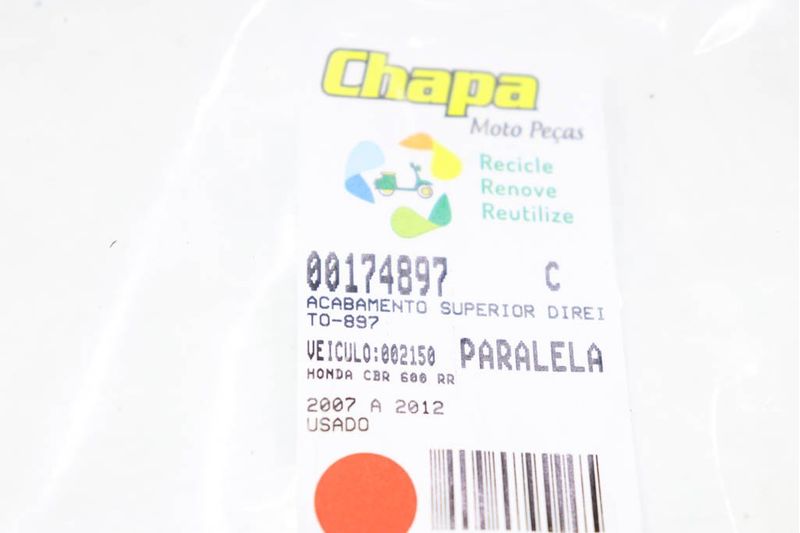 Chapa
Moto Peças
Recicle
Renove
Reutilize
00174897 C
ACABAMENTO SUPERIOR DIREI
TO-897
VEICULO:002150 PARALELA
HONDA CBR 600 RR
2007 A 2012
USADO